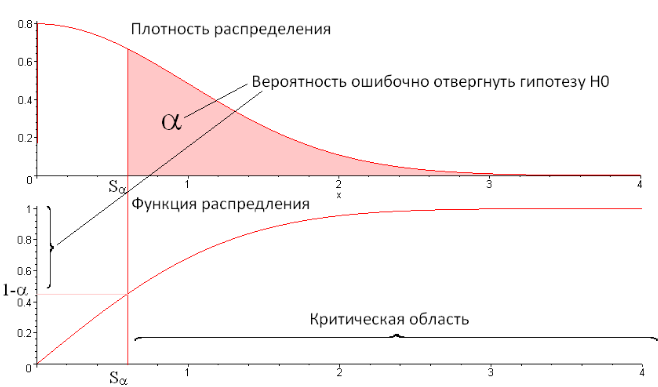 0.8
Плотность распределения
0.6
Вероятность ошибочно отвергнуть гипотезу H0
0.4
α
0.2
0
Sα
1
2
3
4
x
1
Функция распредления
0.8
0.6
1-α
0.4
Критическая область
0.2
0
Sα
1
2
3
4